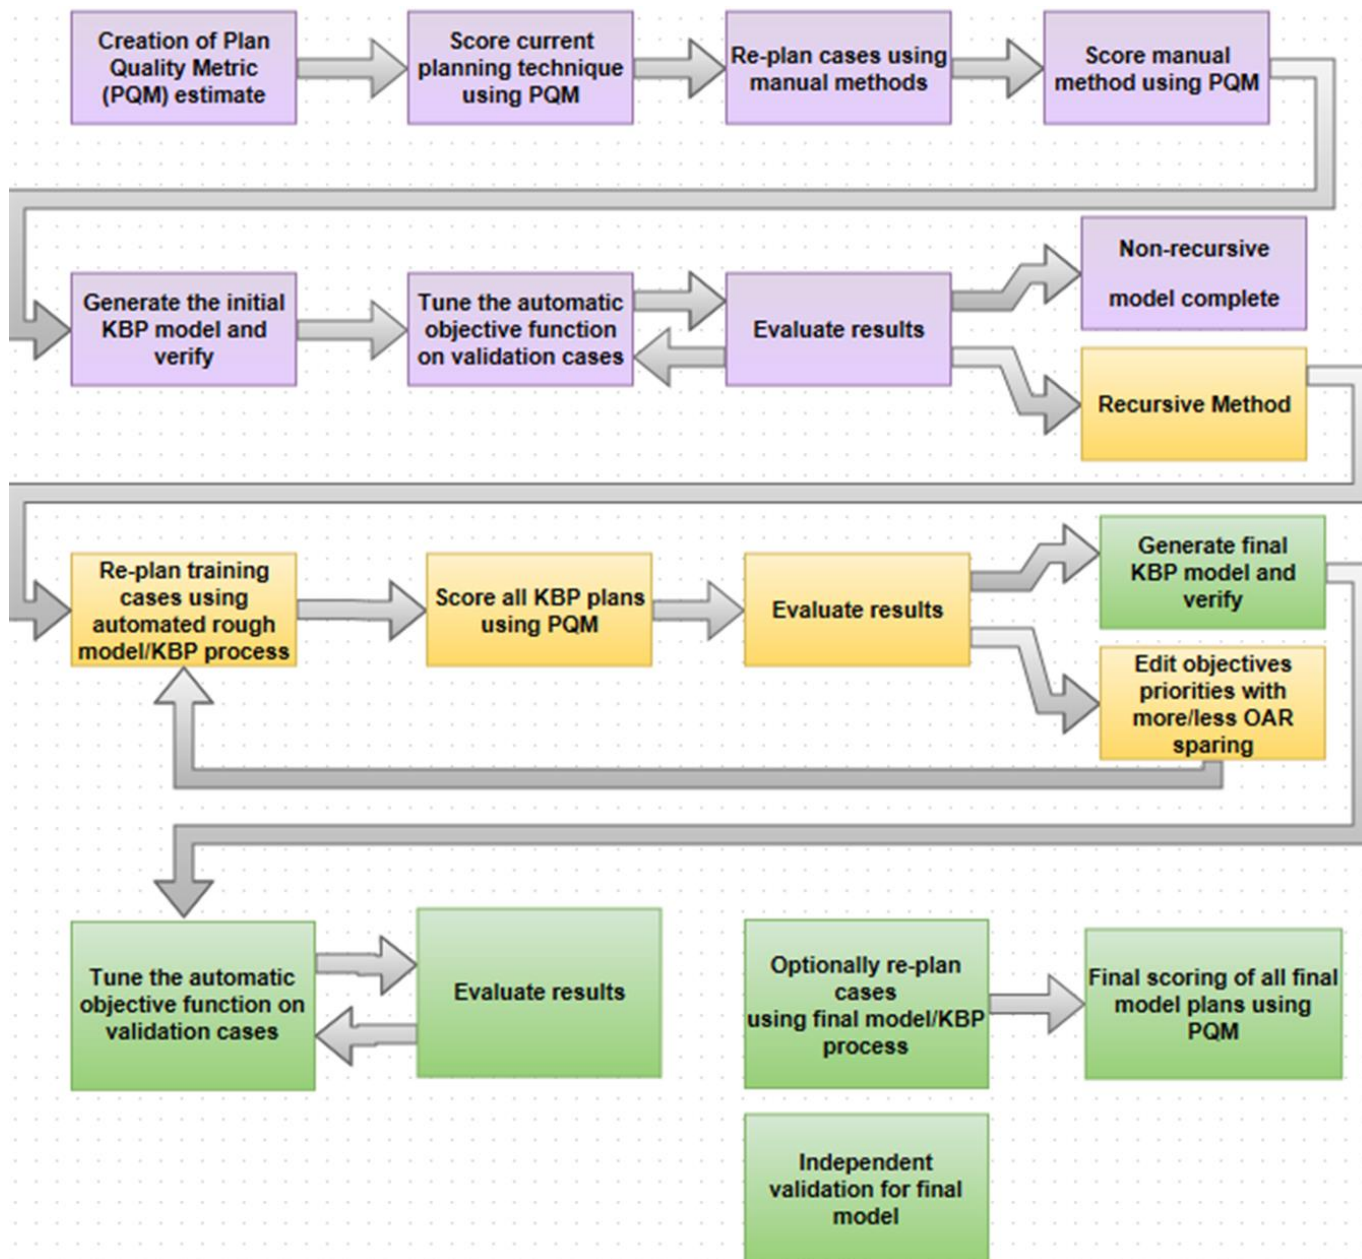 Creation of Plan
Quality Metric
(PQM) estimate
Score current
planning technique
using PQM
Re-plan cases using
manual methods
Score manual
method using PQM
Generate the initial
KBP model and
verify
Tune the automatic
objective function
on validation cases
Evaluate results
Non-recursive
model complete
Recursive Method
Re-plan training
cases using
automated rough
model/KBP process
Score all KBP plans
using PQM
Evaluate results
Generate final
KBP model and
verify
Edit objectives
priorities with
more/less OAR
sparing
Tune the automatic
objective function on
validation cases
Evaluate results
Optionally re-plan
cases
using final model/KBP
process
Final scoring of all final
model plans using
PQM
Independent
validation for final
model